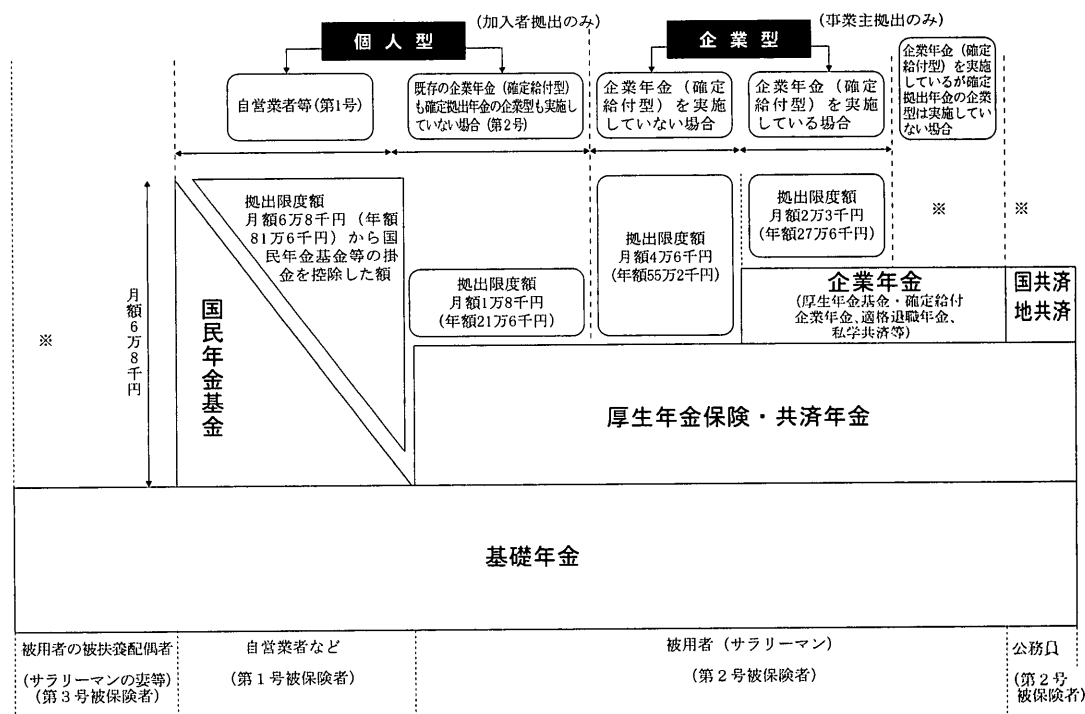 個人型
(加入者拠出のみ)
企業型
(事業主拠出のみ)
自営業者等(第1号)
既存の企業年金（確定給付型）
も確定拠出年金の企業型も実施し
ていない場合（第2号）
企業年金（確定
給付型）を実施
していない場合
企業年金（確定
給付型）を実施
している場合
企業年金（確定
給付型）を実施
しているが確定
拠出年金の企業
型は実施してい
ない場合
月額6万8千円
※
国民年金基金
拠出限度額
月額6万8千円（年額
81万6千円）から国
民年金基金等の掛
金を控除した額
拠出限度額
月額1万8千円
(年額21万6千円)
拠出限度額
月額4万6千円
(年額55万2千円)
拠出限度額
月額2万3千円
(年額27万6千円)
※
※
企業年金
(厚生年金基金・確定給付
企業年金、適格退職年金、
私学共済等)
国共済
地共済
厚生年金保険・共済年金
基礎年金
被用者の被扶養配偶者
(サラリーマンの妻等)
(第3号被保険者)
自営業者など
(第1号被保険者)
被用者（サラリーマン）
(第2号被保険者)
公務員
(第2号
被保険者)